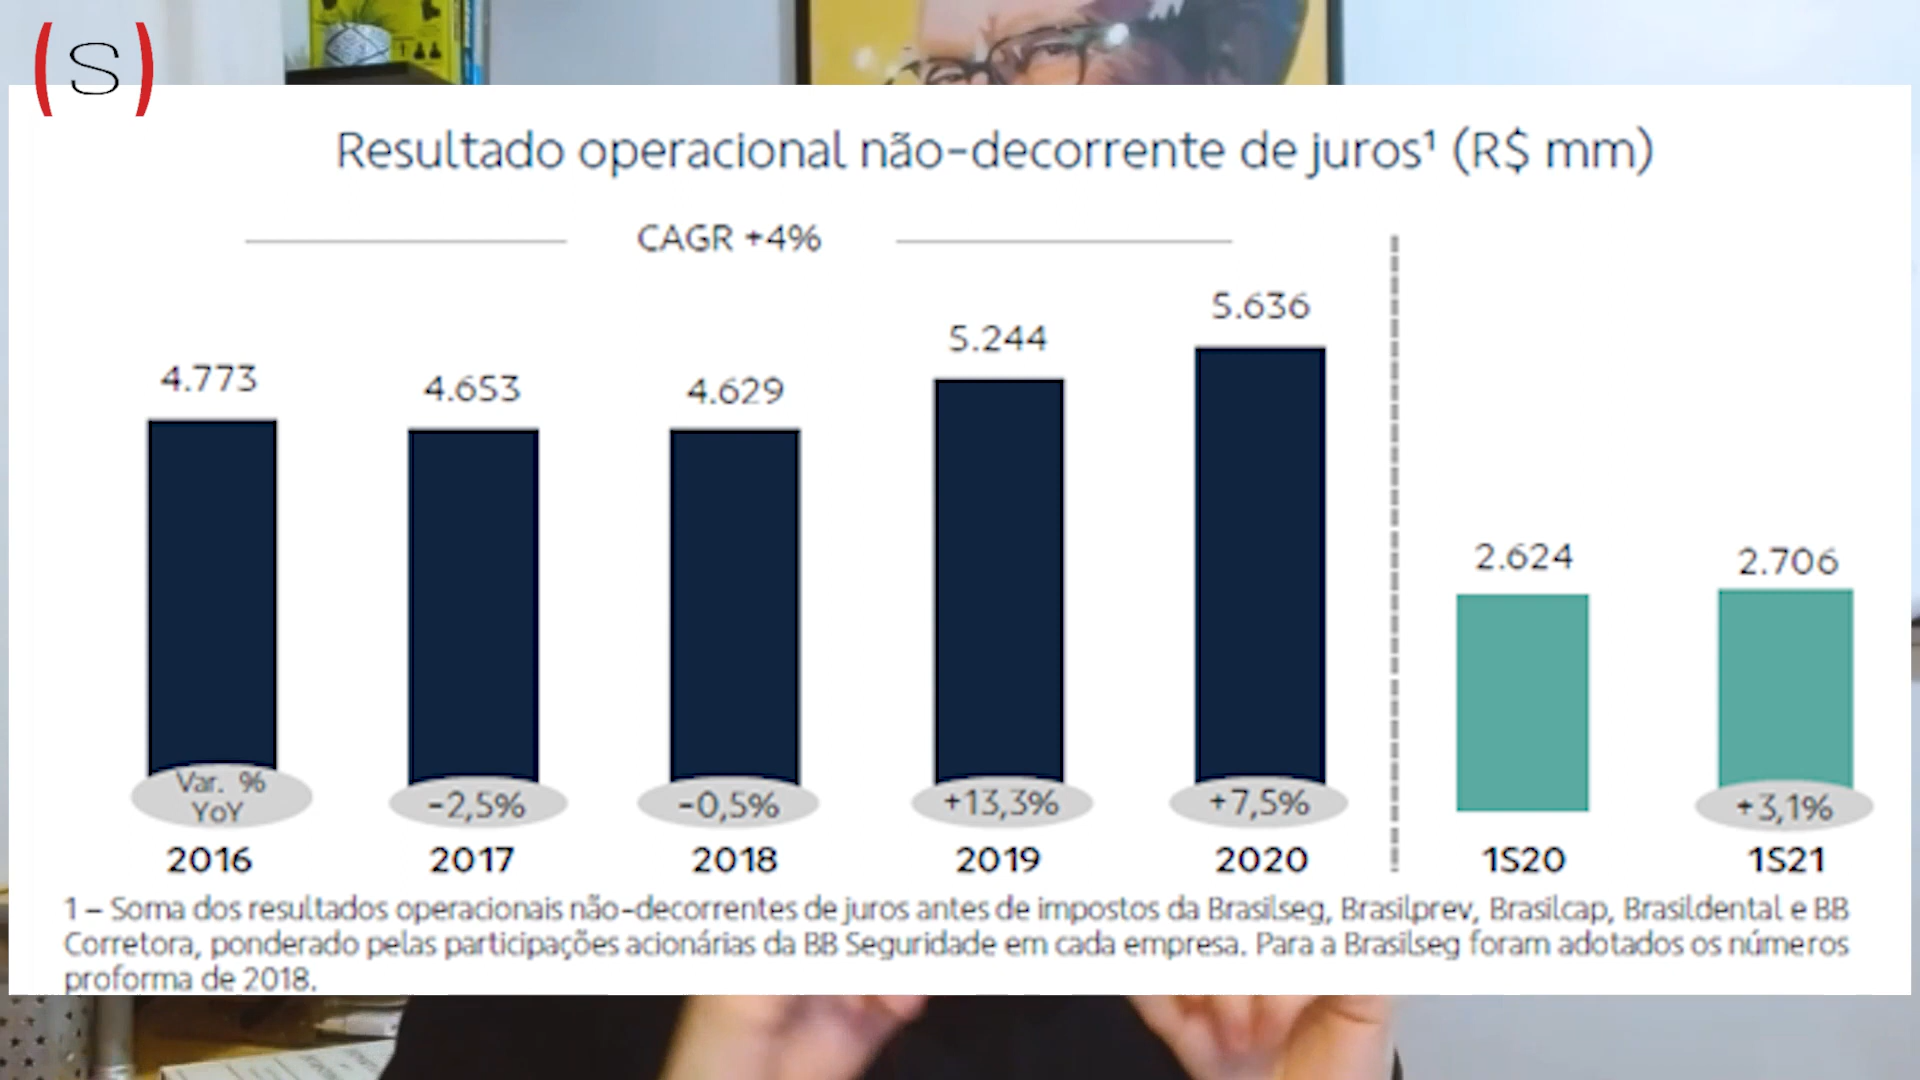 (S)
Resultado operacional não-decorrente de juros¹ (R$ mm)
CAGR +4%
4.773
4.653
4.629
5.244
5.636
2.624
2.706
Var. %
YoY
-2,5%
-0,5%
+13,3%
+7,5%
+3,1%
2016
2017
2018
2019
2020
1S20
1S21
1 – Soma dos resultados operacionais não-decorrentes de juros antes de impostos da Brasilseg, Brasilprev, Brasilcap, Brasildental e BB
Corretora, ponderado pelas participações acionárias da BB Seguridade em cada empresa. Para a Brasilseg foram adotados os números
proforma de 2018.